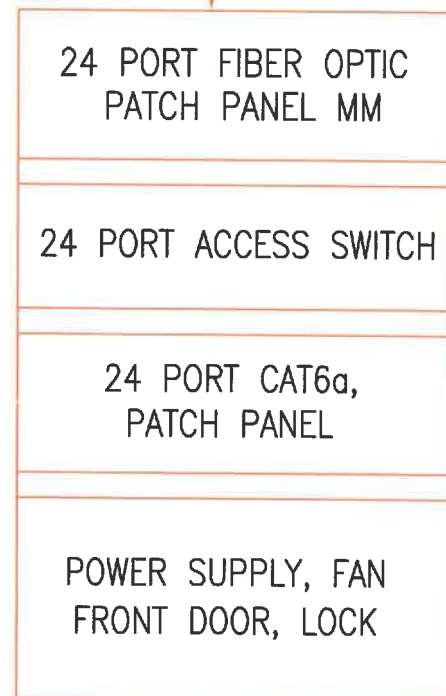 24 PORT FIBER OPTIC
PATCH PANEL MM
24 PORT ACCESS SWITCH
24 PORT CAT6a,
PATCH PANEL
POWER SUPPLY, FAN
FRONT DOOR, LOCK